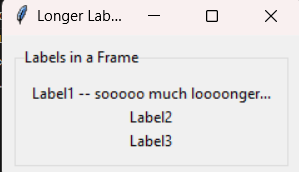 Longer Lab...
Labels in a Frame
Label1 -- sooooo much loooonger...
Label2
Label3